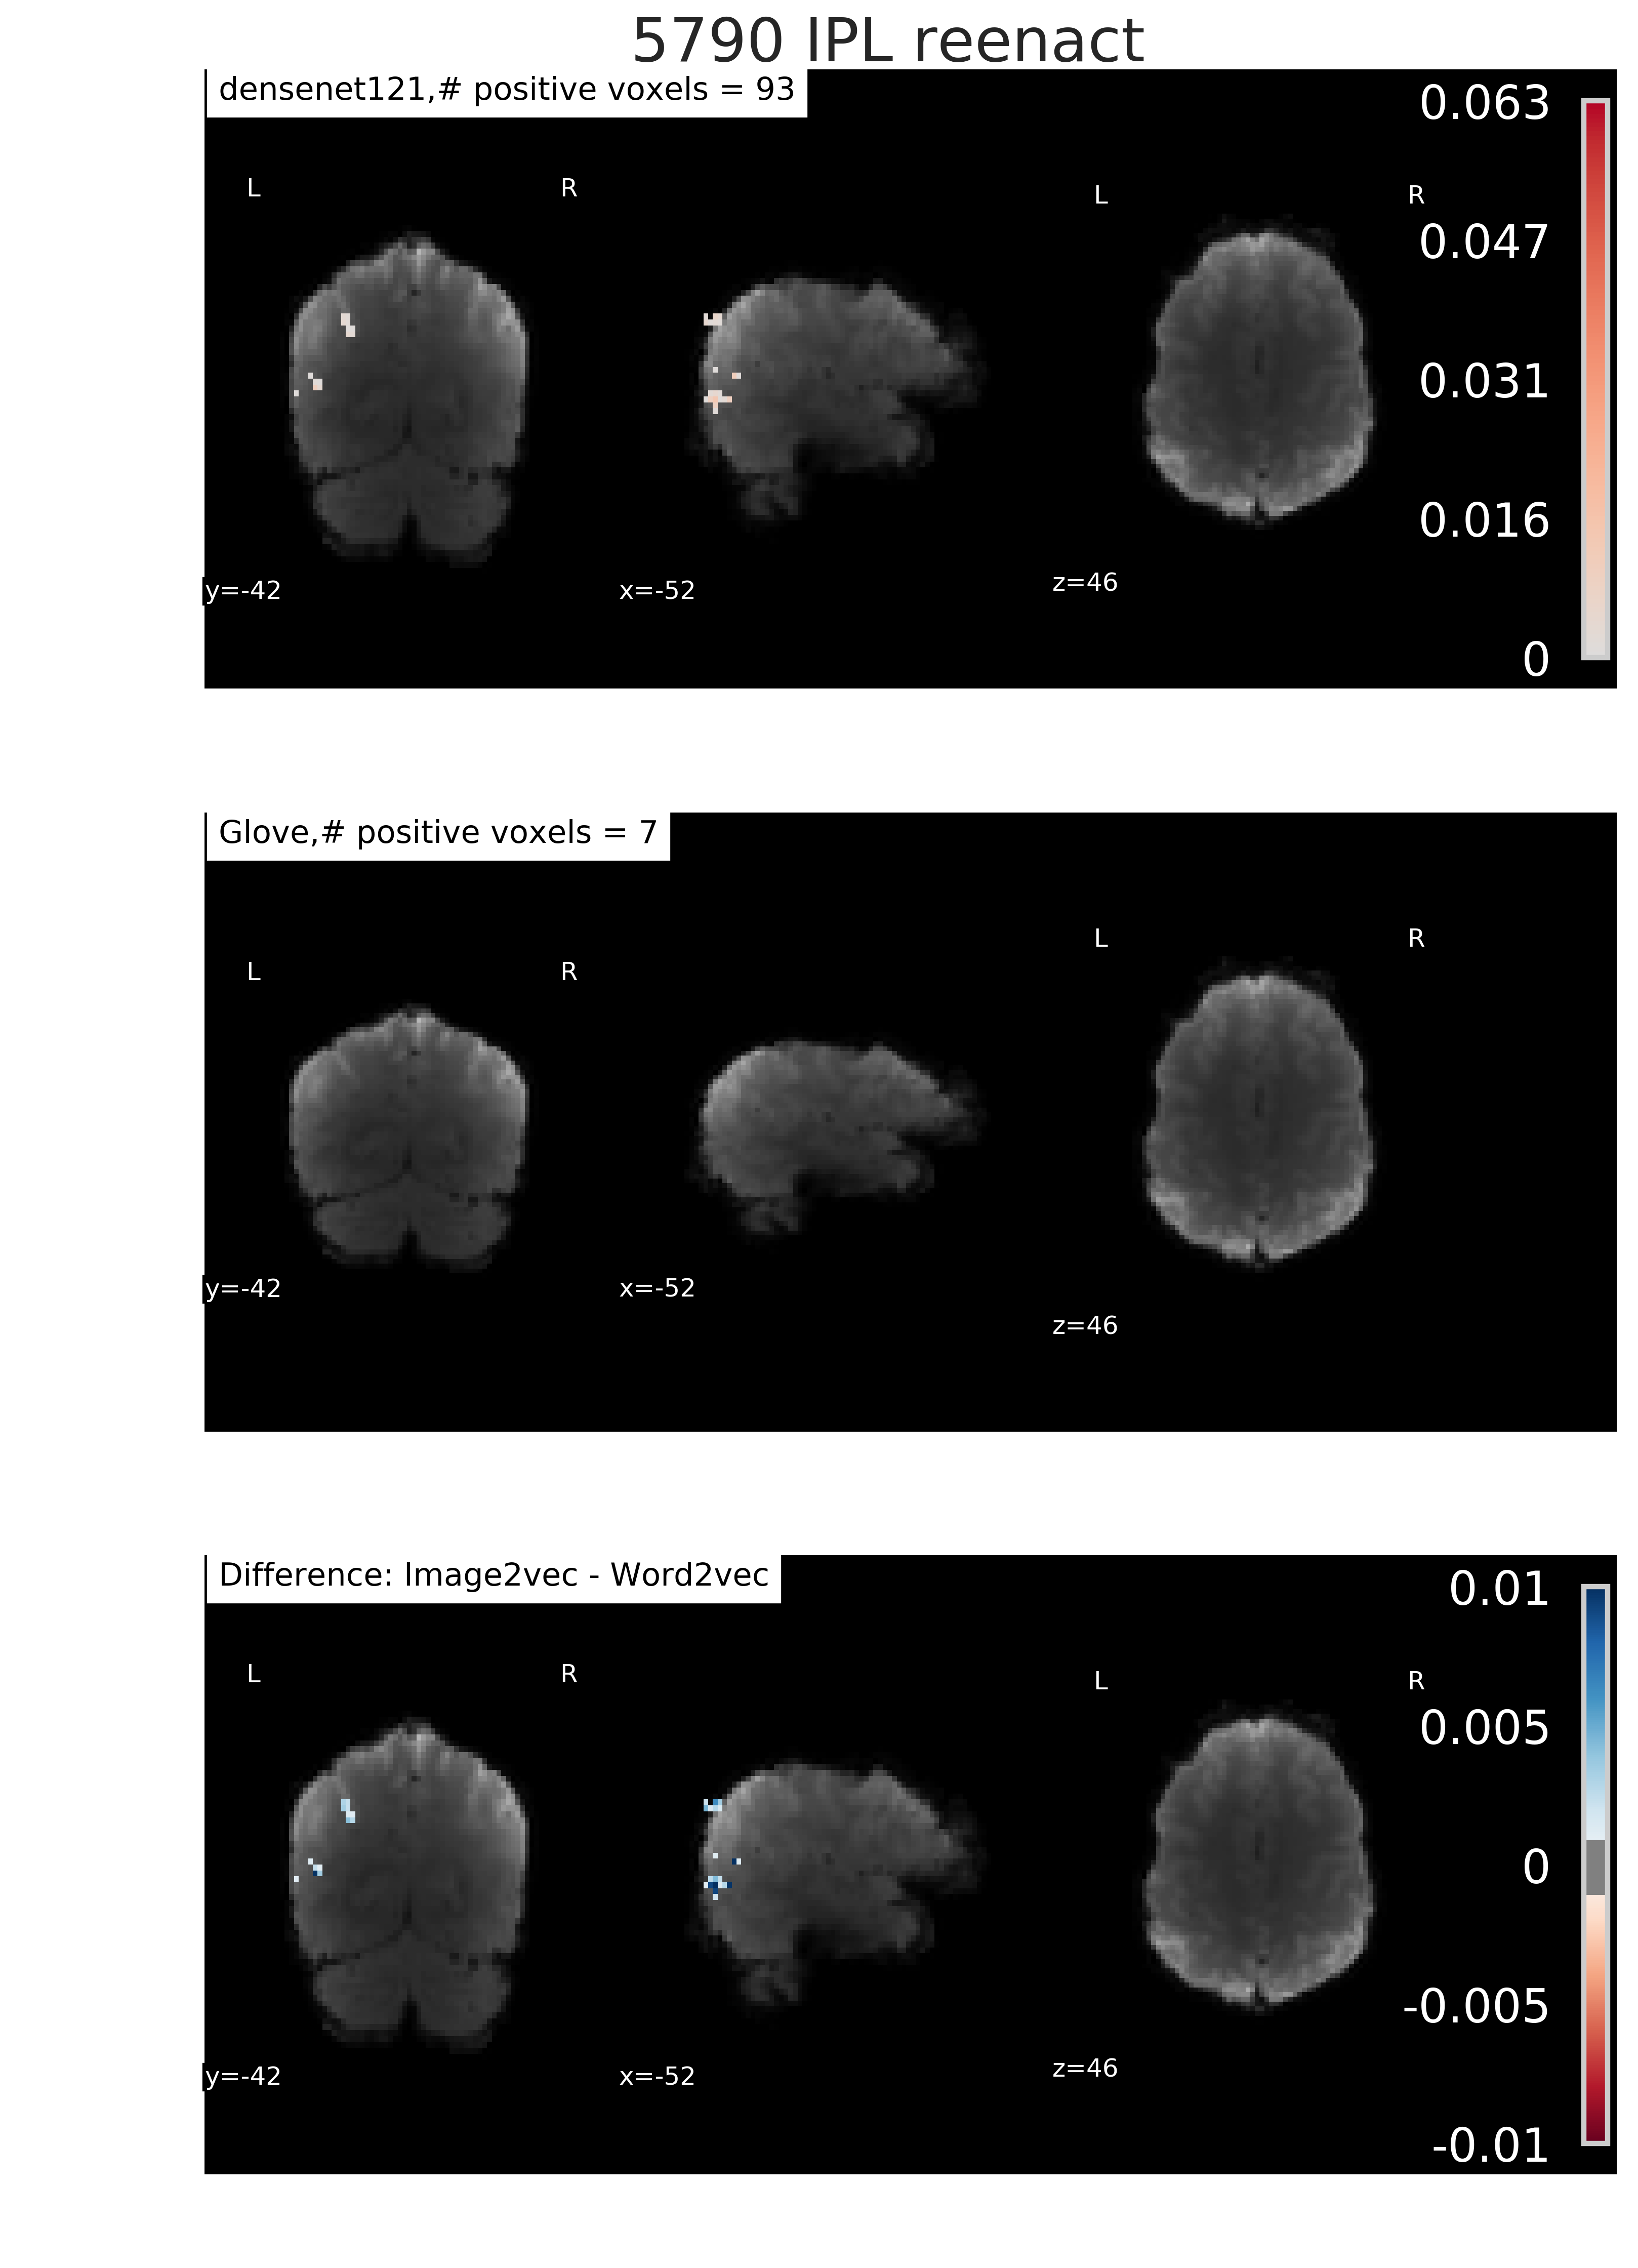 5790 IPL reenact
densenet121,# positive voxels = 93
0.063
L
R
L
R
0.047
0.031
0.016
y=-42
x=-52
z=46
0
Glove,# positive voxels = 7
L
R
L
R
y=-42
x=-52
z=46
Difference: Image2vec - Word2vec
0.01
L
R
L
R
0.005
0
-0.005
y=-42
x=-52
z=46
-0.01